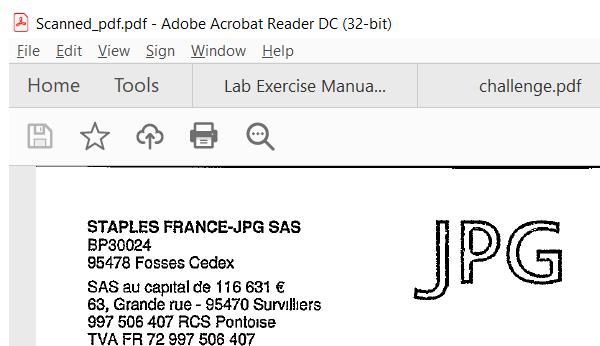 Scanned_pdf.pdf - Adobe Acrobat Reader DC (32-bit)
File Edit View Sign Window Help
Home Tools Lab Exercise Manua... challenge.pdf
STAPLES FRANCE-JPG SAS
BP30024
95478 Fosses Cedex
JPG
SAS au capital de 116 631 €
63, Grande rue - 95470 Survilliers
997 506 407 RCS Pontoise
TVA FR 72 997 506 407